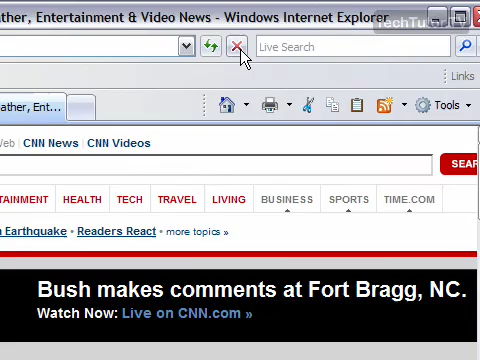 ather, Entertainment & Video News - Windows Internet Explorer
TechTutorTV
Live Search
Links
ather, Ent...
Tools
Web CNN News CNN Videos
SEAR
TAINMENT HEALTH TECH TRAVEL LIVING BUSINESS SPORTS TIME.COM
n Earthquake • Readers React • more topics »
Bush makes comments at Fort Bragg, NC.
Watch Now: Live on CNN.com »